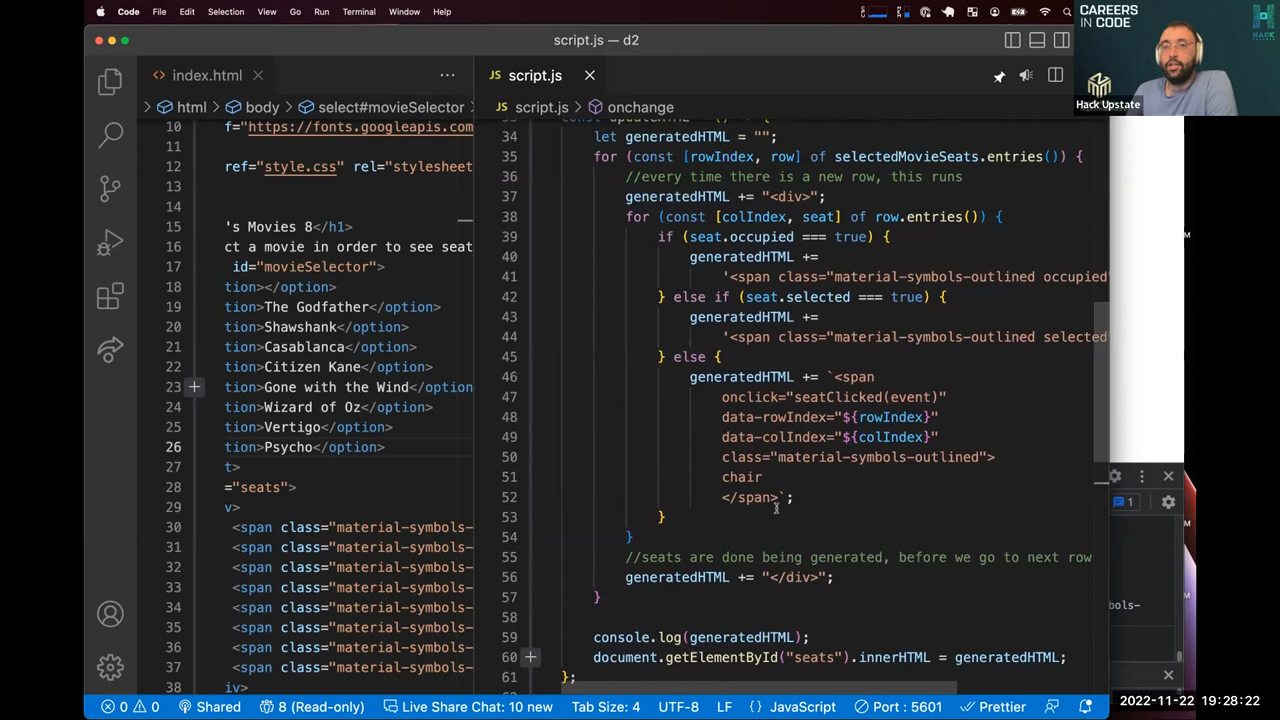 Code File Edit Selection View Go Run Terminal Window Help
CAREERS
IN CODE
HACK
Hack Upstate
script.js — d2
index.html
JS script.js
html body select#movieSelector
JS script.js onchange
10 f="https://fonts.googleapis.com
12 ref="style.css" rel="stylesheet
13
14
15 's Movies 8</h1>
16 ct a movie in order to see seat
17 id="movieSelector">
18 tion></option>
19 tion>The Godfather</option>
20 tion>Shawshank</option>
21 tion>Casablanca</option>
22 tion>Citizen Kane</option>
23 tion>Gone with the Wind</option
24 tion>Wizard of Oz</option>
25 tion>Vertigo</option>
26 tion>Psycho</option>
27 t>
28 ="seats">
29 v>
30 <span class="material-symbols-
31 <span class="material-symbols-
32 <span class="material-symbols-
33 <span class="material-symbols-
34 <span class="material-symbols-
35 <span class="material-symbols-
36 <span class="material-symbols-
37 <span class="material-symbols-
38 iv>
34 let generatedHTML = "";
35 for (const [rowIndex, row] of selectedMovieSeats.entries()) {
36 //every time there is a new row, this runs
37 generatedHTML += "<div>";
38 for (const [colIndex, seat] of row.entries()) {
39 if (seat.occupied === true) {
40 generatedHTML +=
41 '<span class="material-symbols-outlined occupied"
42 } else if (seat.selected === true) {
43 generatedHTML +=
44 '<span class="material-symbols-outlined selected
45 } else {
46 generatedHTML += `<span
47 onclick="seatClicked(event)"
48 data-rowIndex="${rowIndex}"
49 data-colIndex="${colIndex}"
50 class="material-symbols-outlined">
51 chair
52 </span>`;
53 }
54 }
55 //seats are done being generated, before we go to next row
56 generatedHTML += "</div>";
57 }
58
59 console.log(generatedHTML);
60 document.getElementById("seats").innerHTML = generatedHTML;
61 };
1
ols-
0 0 Shared 8 (Read-only) Live Share Chat: 10 new Tab Size: 4 UTF-8 LF JavaScript Port : 5601 Prettier
2022-11-22 19:28:22